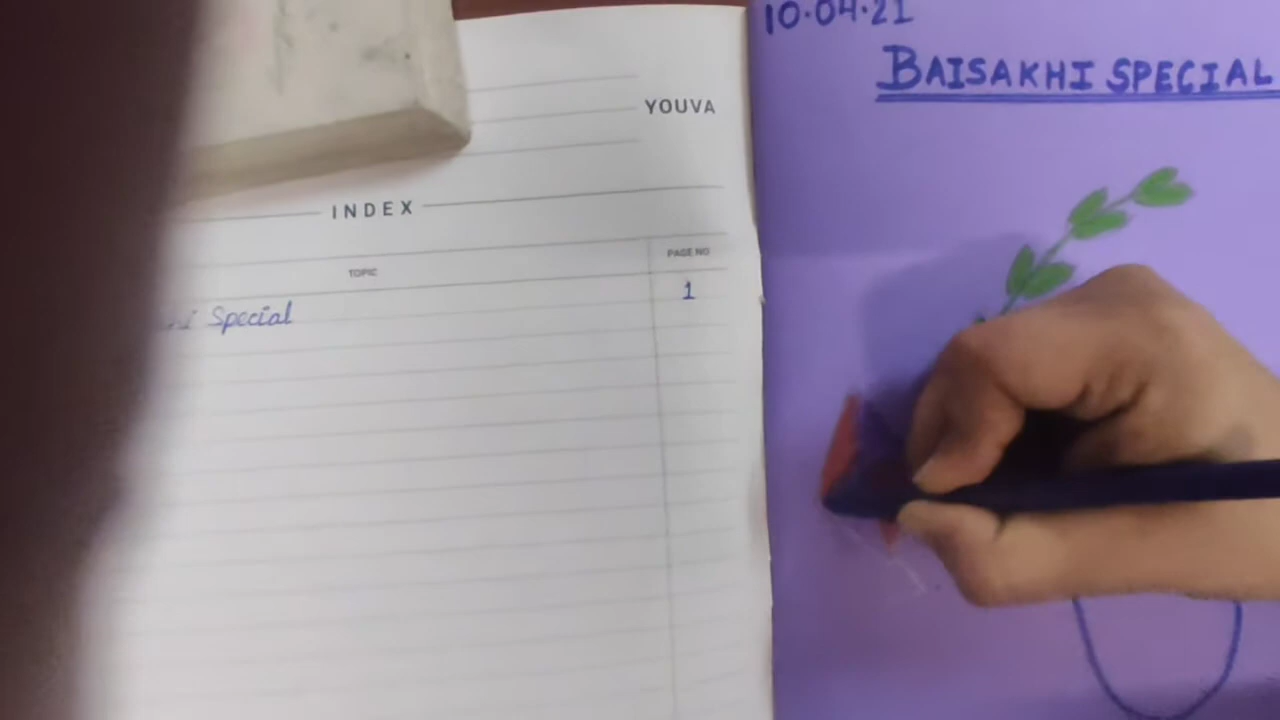 YOUVA
INDEX
TOPIC PAGE NO
Special 1
10.04.21
BAISAKHI SPECIAL